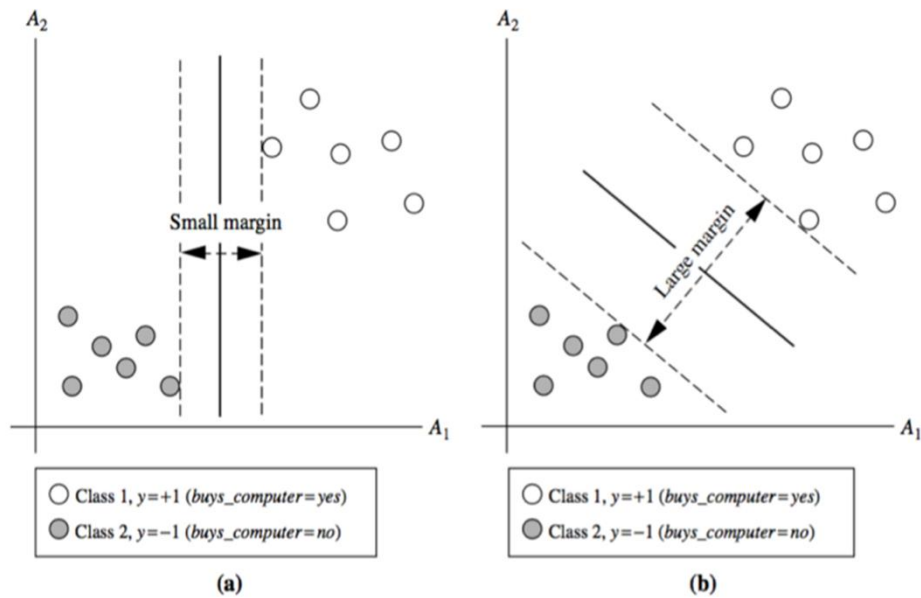 A2
Small margin
A1
Class 1, y=+1 (buys_computer=yes)
Class 2, y=−1 (buys_computer=no)
(a)
A2
Large margin
A1
Class 1, y=+1 (buys_computer=yes)
Class 2, y=−1 (buys_computer=no)
(b)